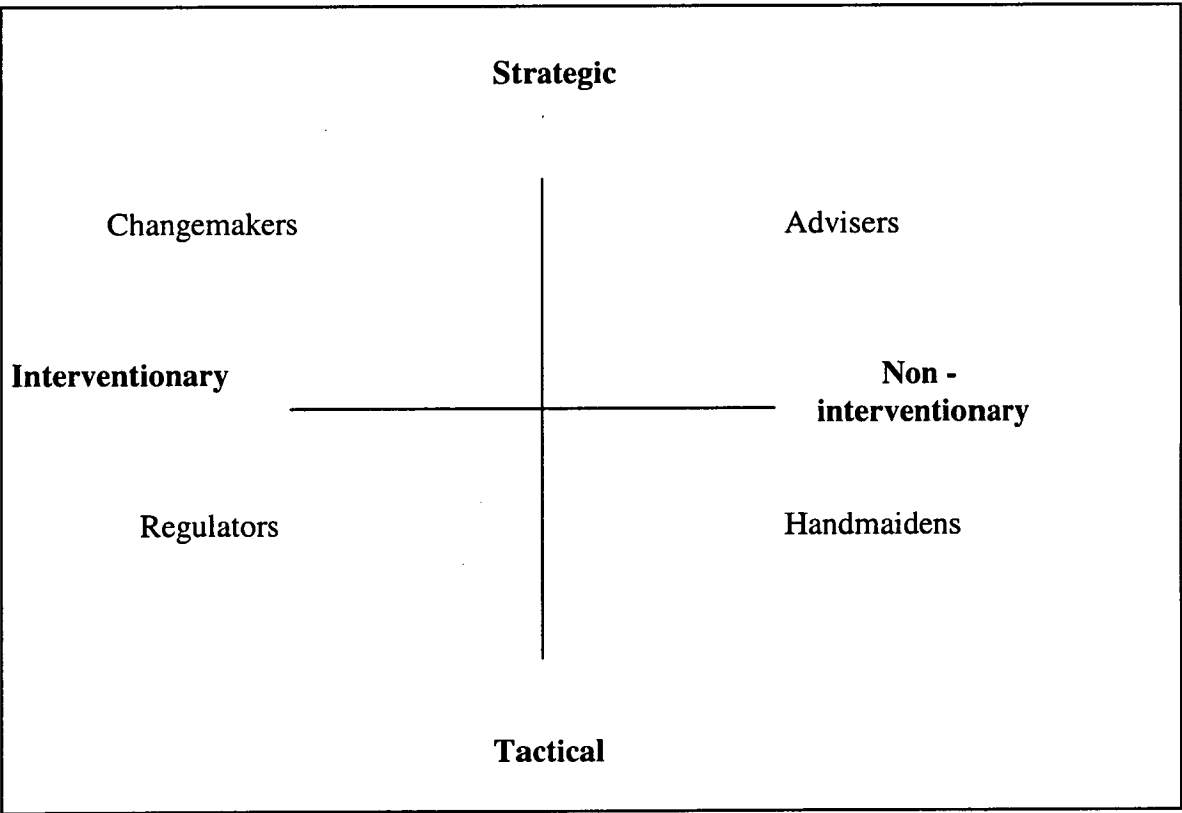 Strategic
Changemakers
Advisers
Interventionary
Non -
interventionary
Regulators
Handmaidens
Tactical